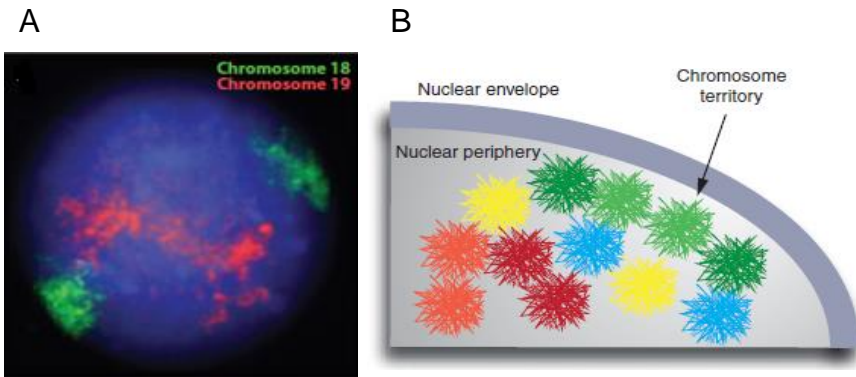 A
B
Chromosome 18
Chromosome 19
Nuclear envelope
Chromosome
territory
Nuclear periphery